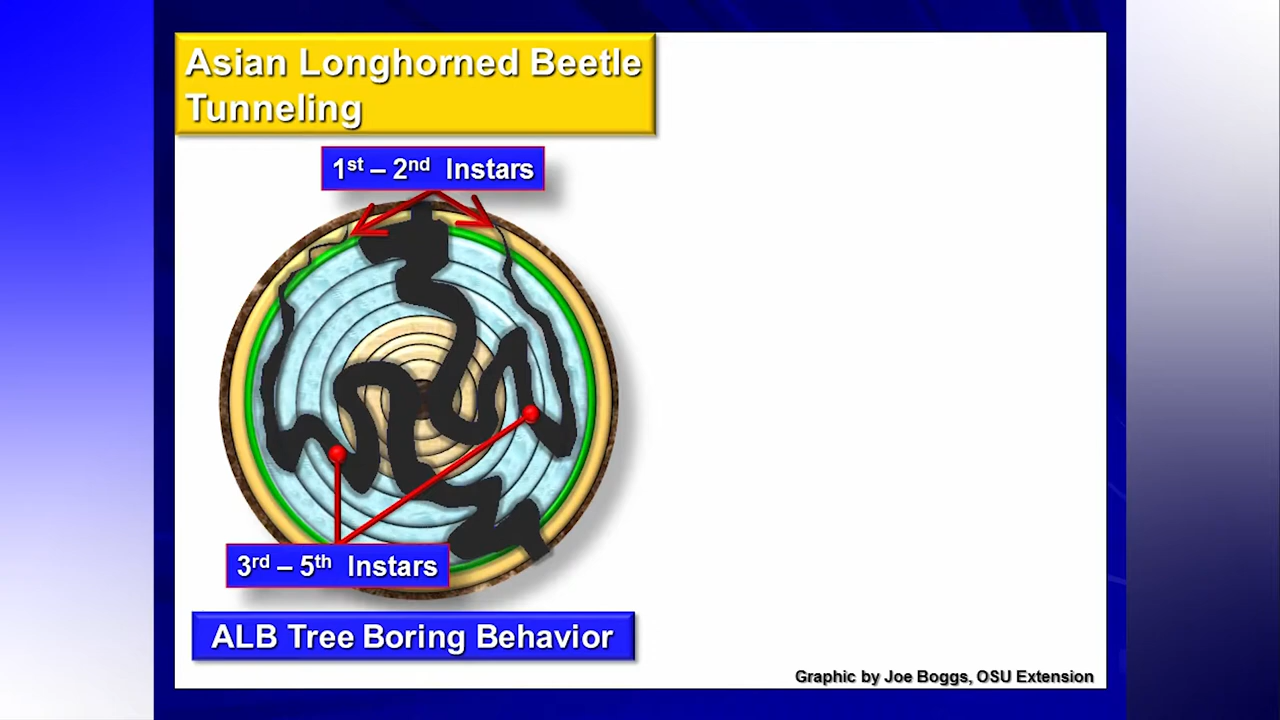 Asian Longhorned Beetle
Tunneling
1st – 2nd Instars
3rd – 5th Instars
ALB Tree Boring Behavior
Graphic by Joe Boggs, OSU Extension